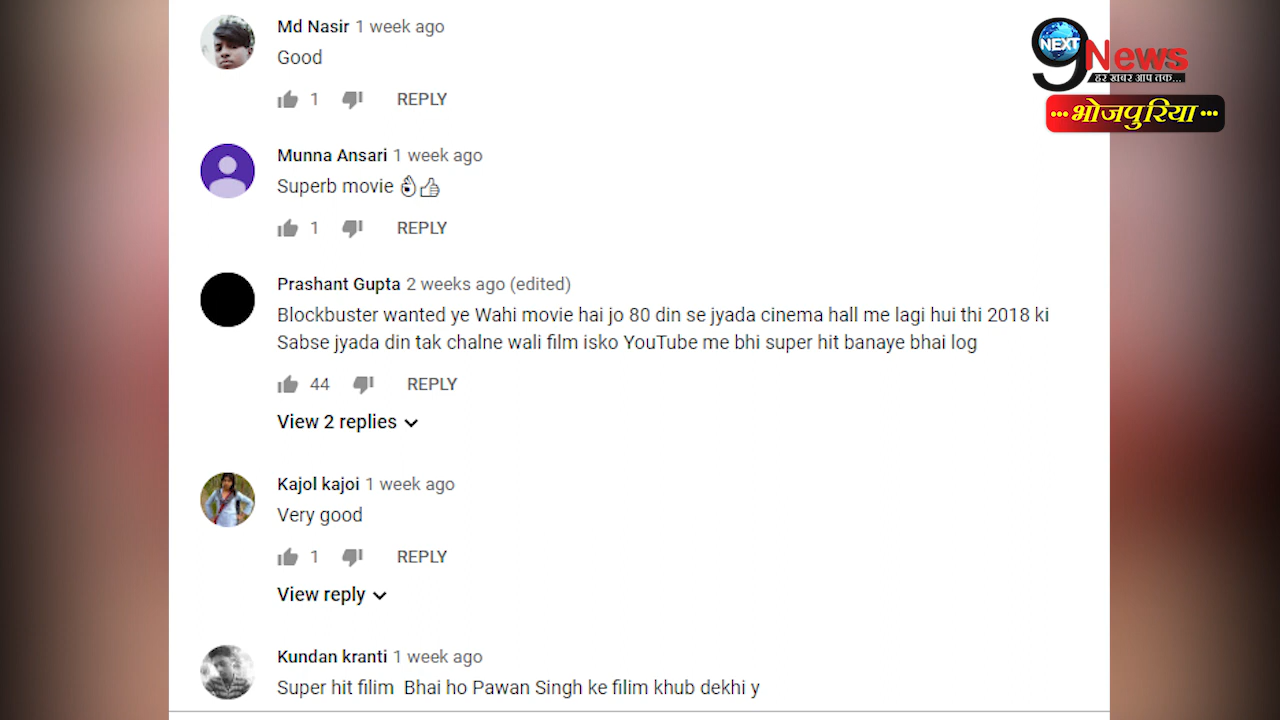 Md Nasir 1 week ago
Good
1 REPLY
Munna Ansari 1 week ago
Superb movie 👌👍
1 REPLY
Prashant Gupta 2 weeks ago (edited)
Blockbuster wanted ye Wahi movie hai jo 80 din se jyada cinema hall me lagi hui thi 2018 ki
Sabse jyada din tak chalne wali film isko YouTube me bhi super hit banaye bhai log
44 REPLY
View 2 replies
Kajol kajoi 1 week ago
Very good
1 REPLY
View reply
Kundan kranti 1 week ago
Super hit filim Bhai ho Pawan Singh ke filim khub dekhi y
NEXT
9 News
हर खबर आप तक...
...भोजपुरिया...